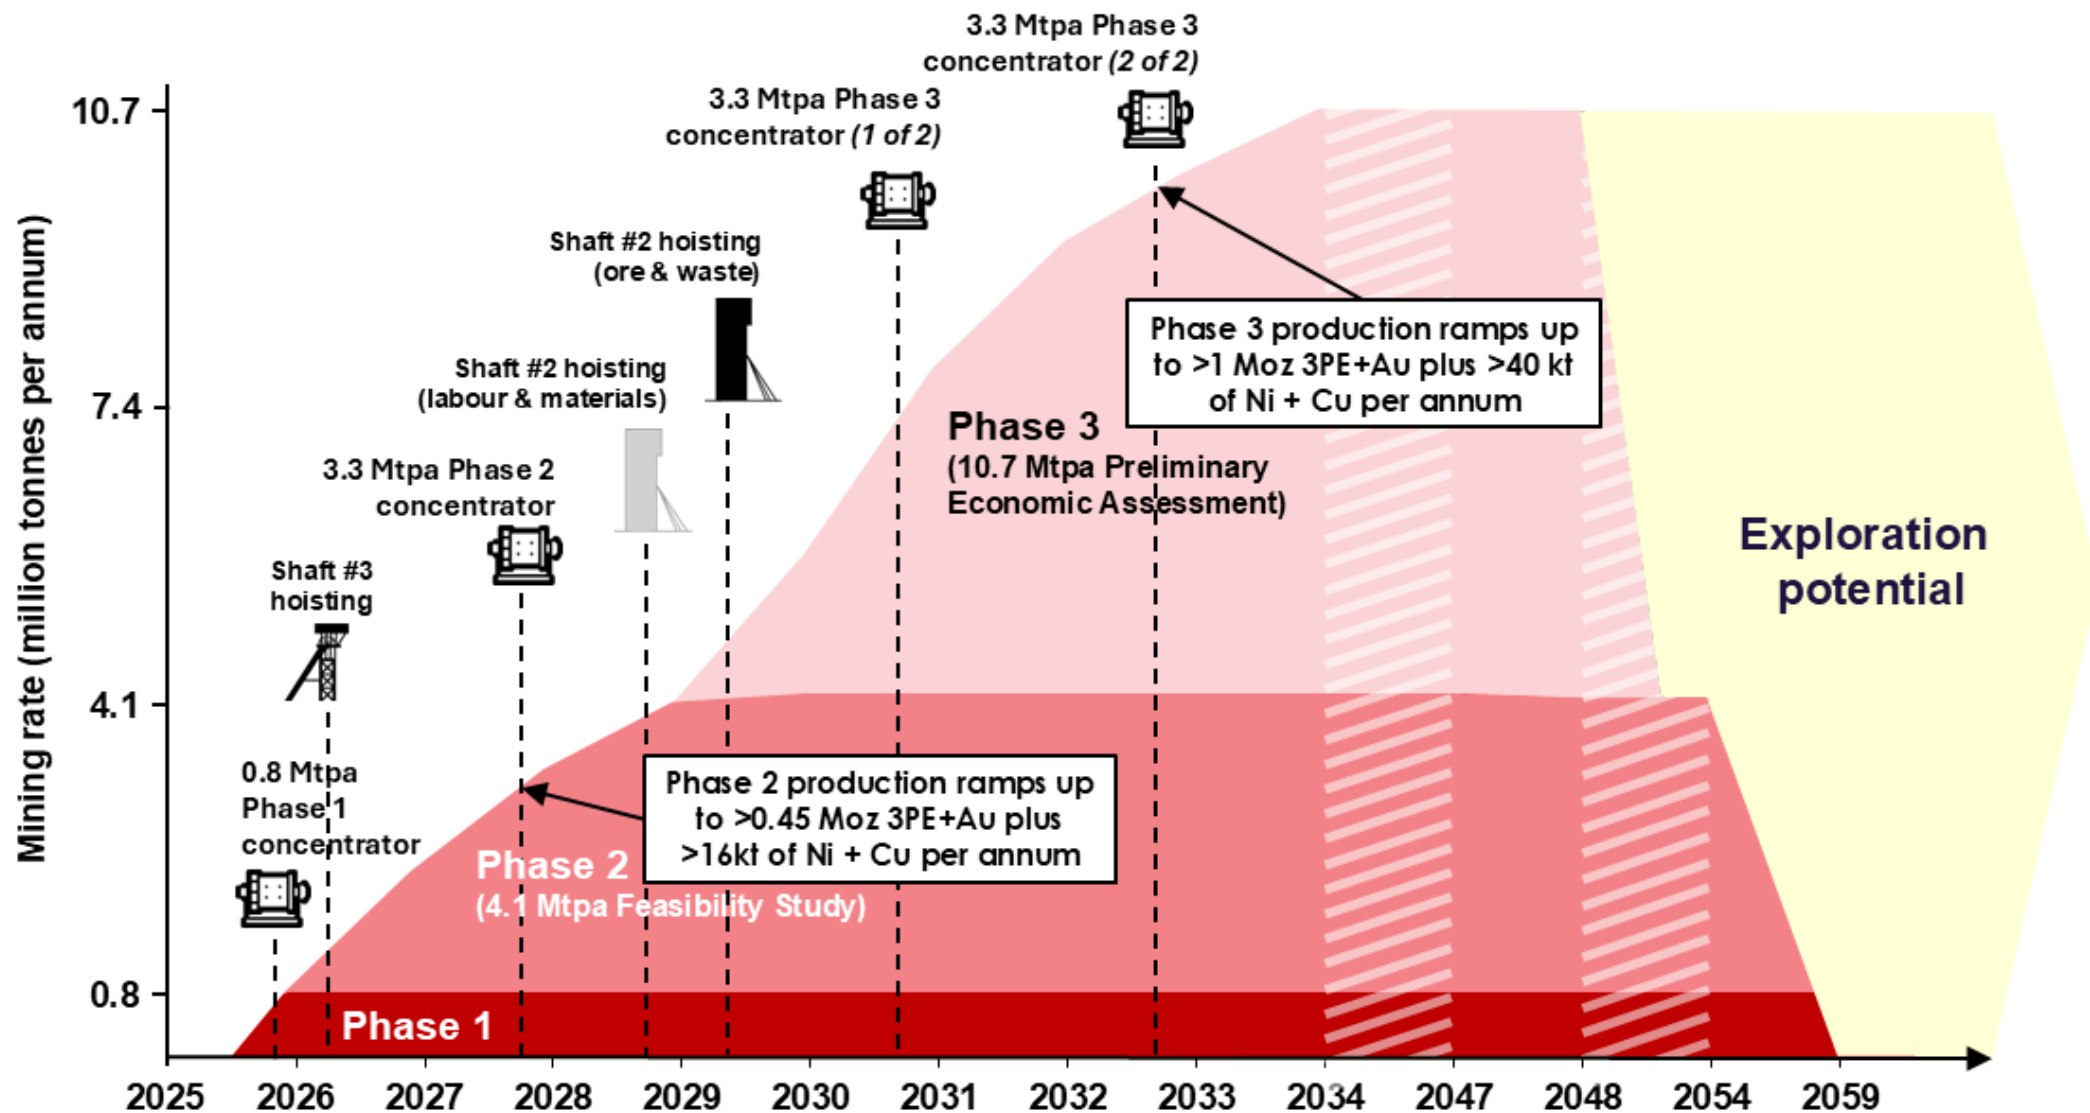 3.3 Mtpa Phase 3
concentrator (2 of 2)
3.3 Mtpa Phase 3
concentrator (1 of 2)
Shaft #2 hoisting
(ore & waste)
Shaft #2 hoisting
(labour & materials)
3.3 Mtpa Phase 2
concentrator
Shaft #3
hoisting
0.8 Mtpa
Phase 1
concentrator
Mining rate (million tonnes per annum)
10.7
7.4
4.1
0.8
Phase 3 production ramps up
to >1 Moz 3PE+Au plus >40 kt
of Ni + Cu per annum
Phase 3
(10.7 Mtpa Preliminary
Economic Assessment)
Exploration
potential
Phase 2 production ramps up
to >0.45 Moz 3PE+Au plus
>16kt of Ni + Cu per annum
Phase 2
(4.1 Mtpa Feasibility Study)
Phase 1
2025 2026 2027 2028 2029 2030 2031 2032 2033 2034 2047 2048 2054 2059